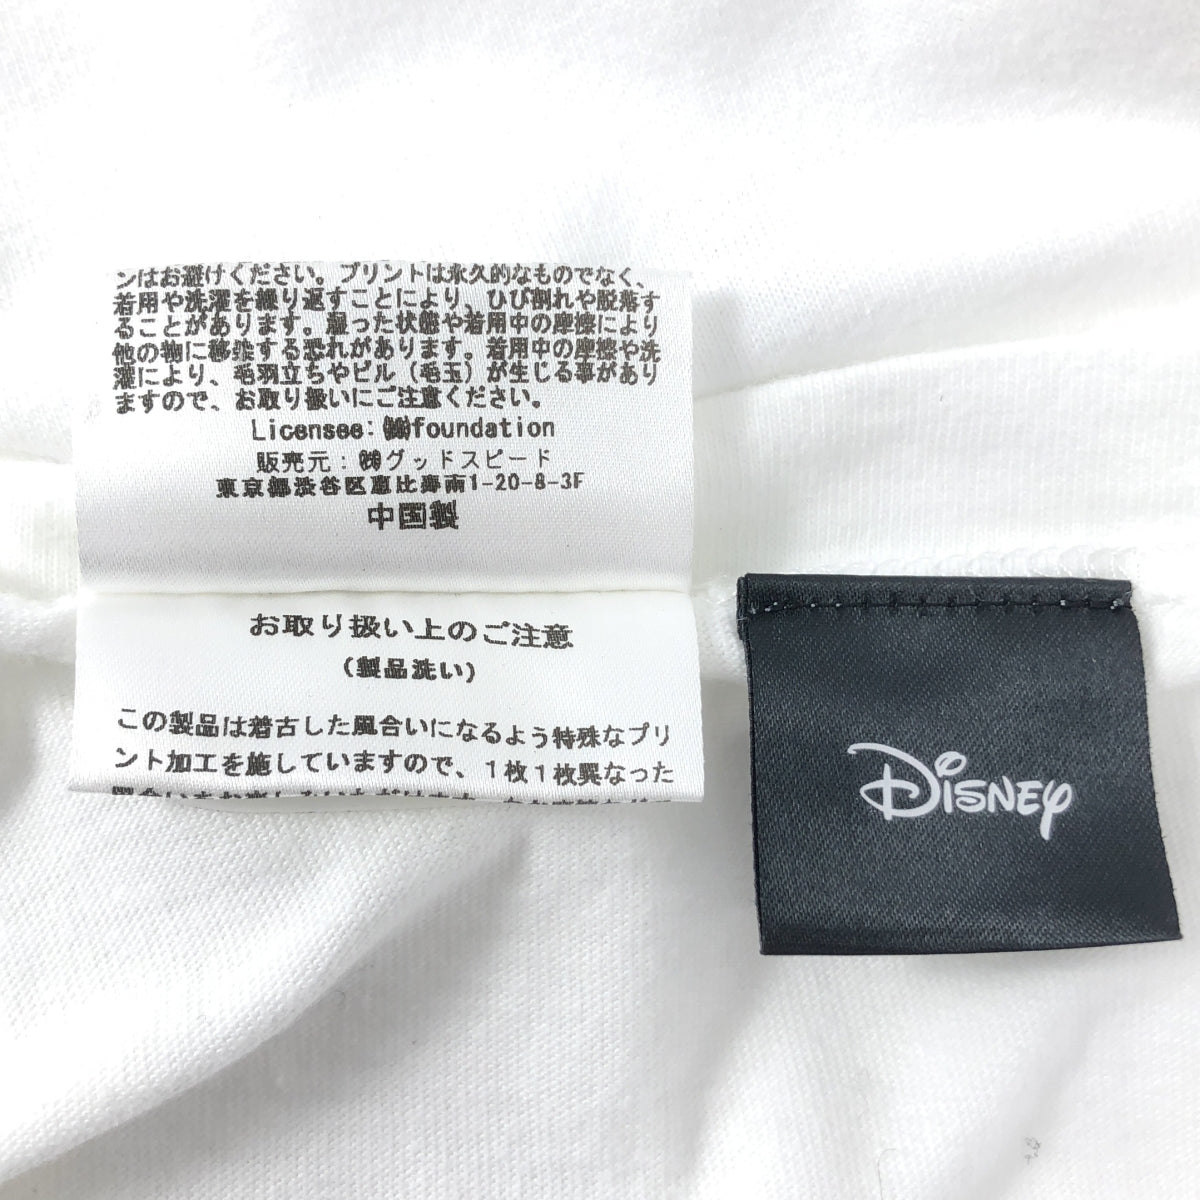 ンはお避けください。プリントは永久的なものでなく、
着用や洗濯を繰り返すことにより、ひび割れや脱落す
ることがあります。湿った状態や着用中の摩擦により
他の物に移染する恐れがあります。着用中の摩擦や洗
濯により、毛羽立ちやピル（毛玉）が生じる事があり
ますので、お取り扱いにご注意ください。
Licensee:㈱foundation
販売元：㈱グッドスピード
東京都渋谷区恵比寿南1-20-8-3F
中国製
お取り扱い上のご注意
(製品洗い)
この製品は着古した風合いになるよう特殊なプリ
ント加工を施していますので、1枚1枚異なった
Disney